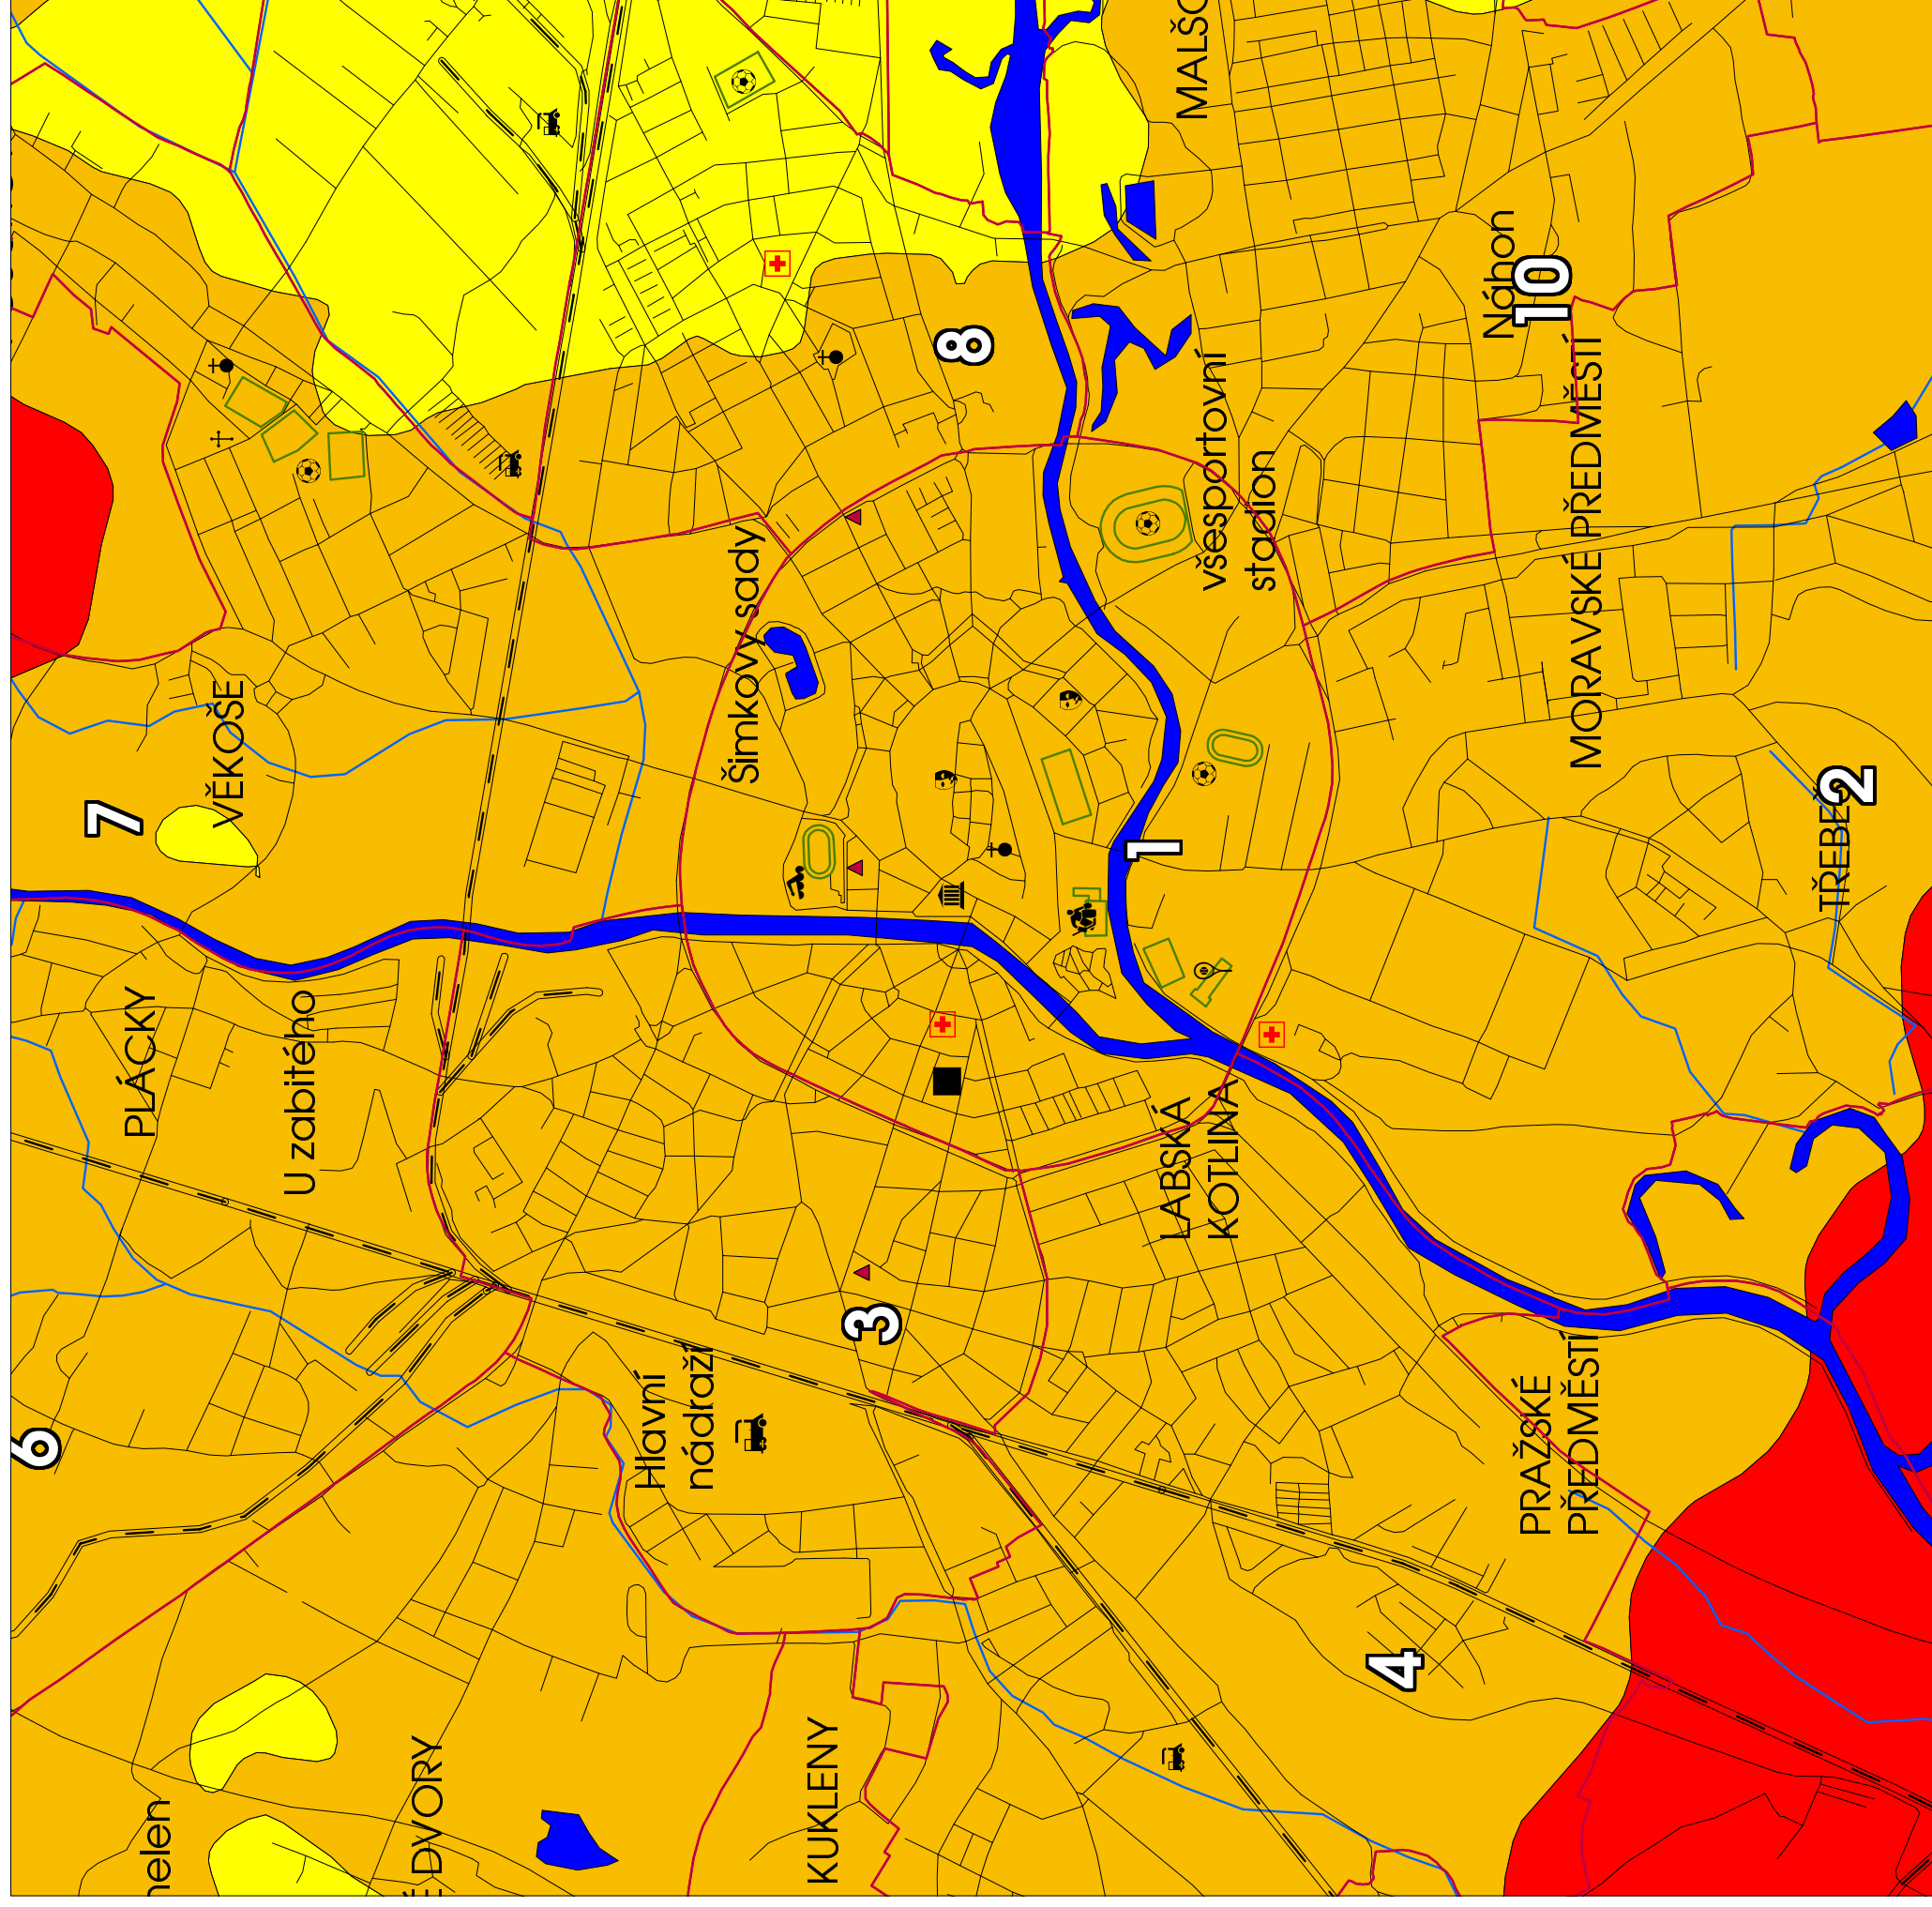 MALŠO
Náhon
10
8
všesportovní
stadion
MORAVSKÉ PŘEDMĚSTÍ
Šimkovy sady
VĚKOŠE
7
1
2
TŘEBEŠ
PLÁCKY
U zabitého
LABSKÁ
KOTLINA
3
6
Hlavní
nádraží
PRAŽSKÉ
PŘEDMĚSTÍ
4
KUKLENY
É DVORY
helen